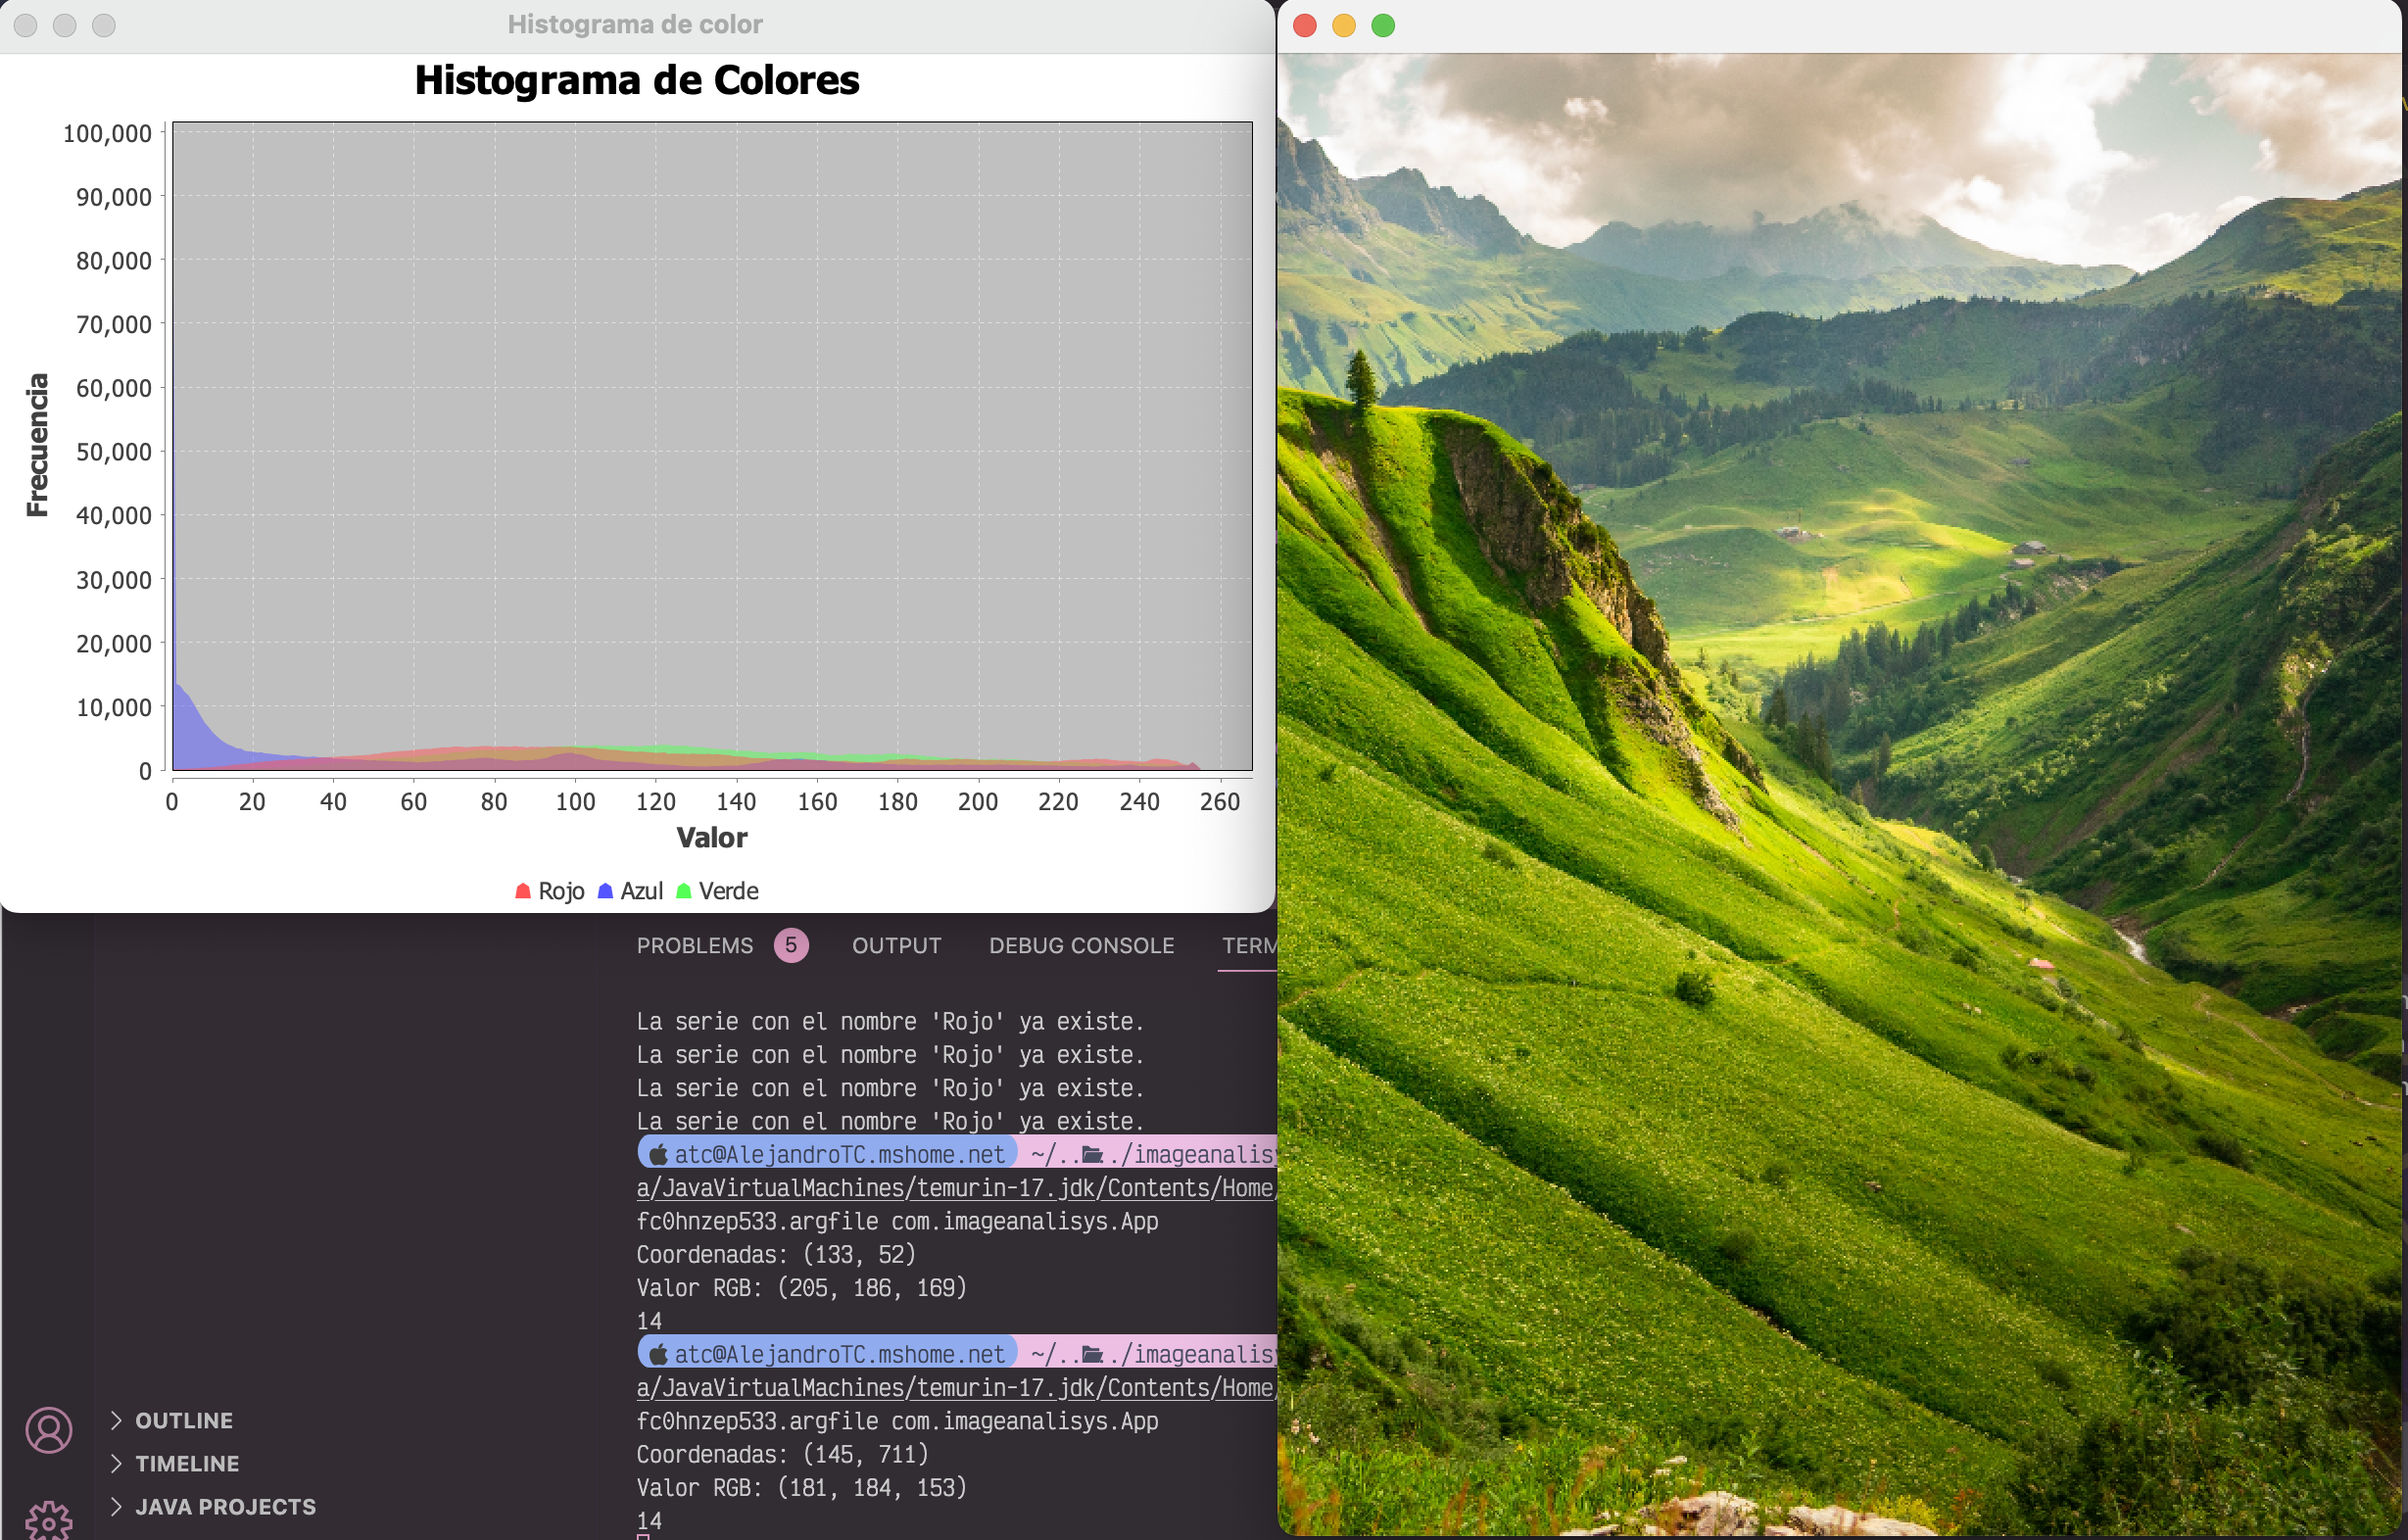 Histograma de color
Histograma de Colores
100,000
90,000
80,000
70,000
60,000
50,000
40,000
30,000
20,000
10,000
0
Frecuencia
0 20 40 60 80 100 120 140 160 180 200 220 240 260
Valor
Rojo Azul Verde
PROBLEMS 5 OUTPUT DEBUG CONSOLE TERM
La serie con el nombre 'Rojo' ya existe.
La serie con el nombre 'Rojo' ya existe.
La serie con el nombre 'Rojo' ya existe.
La serie con el nombre 'Rojo' ya existe.
atc@AlejandroTC.mshome.net ~/../imageanalisy
a/JavaVirtualMachines/temurin-17.jdk/Contents/Home/
fc0hnzep533.argfile com.imageanalisys.App
Coordenadas: (133, 52)
Valor RGB: (205, 186, 169)
14
atc@AlejandroTC.mshome.net ~/../imageanalisy
a/JavaVirtualMachines/temurin-17.jdk/Contents/Home/
fc0hnzep533.argfile com.imageanalisys.App
Coordenadas: (145, 711)
Valor RGB: (181, 184, 153)
14
OUTLINE
TIMELINE
JAVA PROJECTS